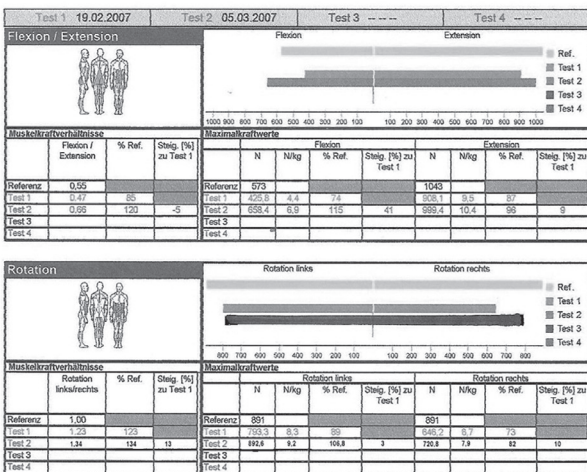 Test 1 19.02.2007 Test 2 05.03.2007 Test 3 -- -- -- Test 4 -- -- --
Flexion / Extension
Flexion Extension
Ref.
Test 1
Test 2
Test 3
Test 4
1000 900 800 700 600 500 400 300 200 100 100 200 300 400 500 600 700 800 900 1000
Muskelkraftverhältnisse Maximalkraftwerte
Flexion Extension
Flexion / Extension % Ref. Steig. [%] zu Test 1 N N/kg % Ref. Steig. [%] zu Test 1 N N/kg % Ref. Steig. [%] zu Test 1
Referenz 0,55 Referenz 573 1043
Test 1 0.47 85 Test 1 425,8 4,4 74 908,1 9,5 87
Test 2 0,66 120 -5 Test 2 658,4 6,9 115 41 999,4 10,4 96 9
Test 3 Test 3
Test 4 Test 4
Rotation
Rotation links Rotation rechts
Ref.
Test 1
Test 2
Test 3
Test 4
800 700 600 500 400 300 200 100 100 200 300 400 500 600 700 800
Muskelkraftverhältnisse Maximalkraftwerte
Rotation links Rotation rechts
Rotation links/rechts % Ref. Steig. [%] zu Test 1 N N/kg % Ref. Steig. [%] zu Test 1 N N/kg % Ref. Steig. [%] zu Test 1
Referenz 1,00 Referenz 891 891
Test 1 1.23 123 Test 1 793,3 8,3 89 646,2 6,7 73
Test 2 1,34 134 13 Test 2 892,6 9,2 106,8 3 720,8 7,9 82 10
Test 3 Test 3
Test 4 Test 4